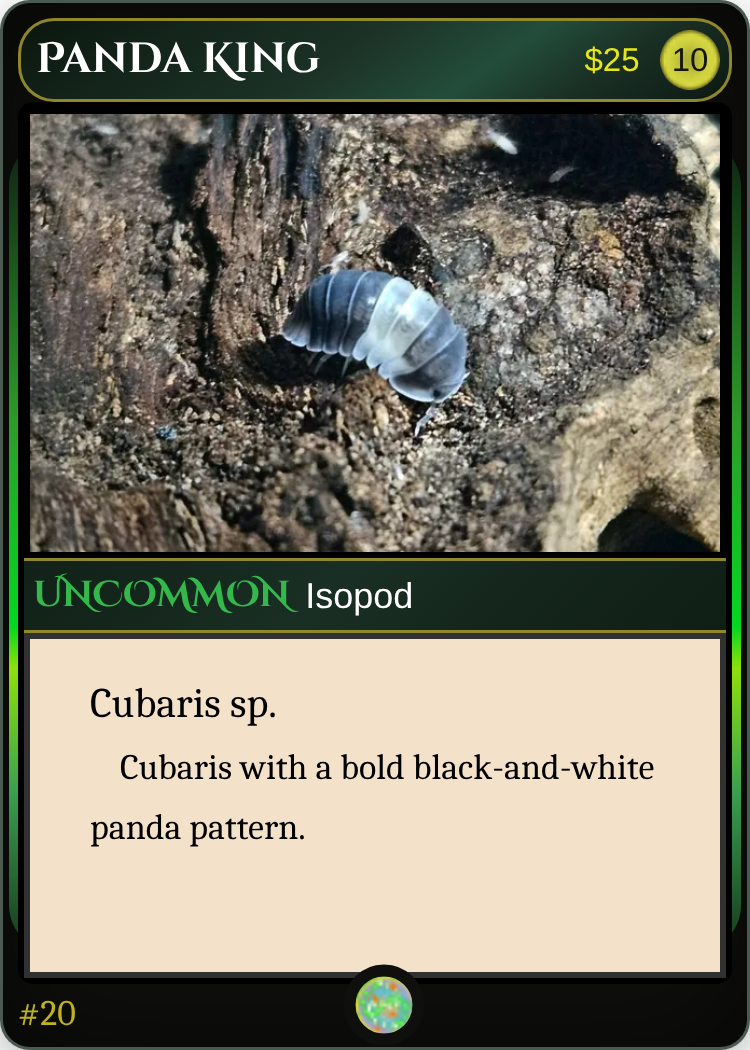 PANDA KING $25 10
UNCOMMON Isopod
Cubaris sp.
Cubaris with a bold black-and-white
panda pattern.
#20